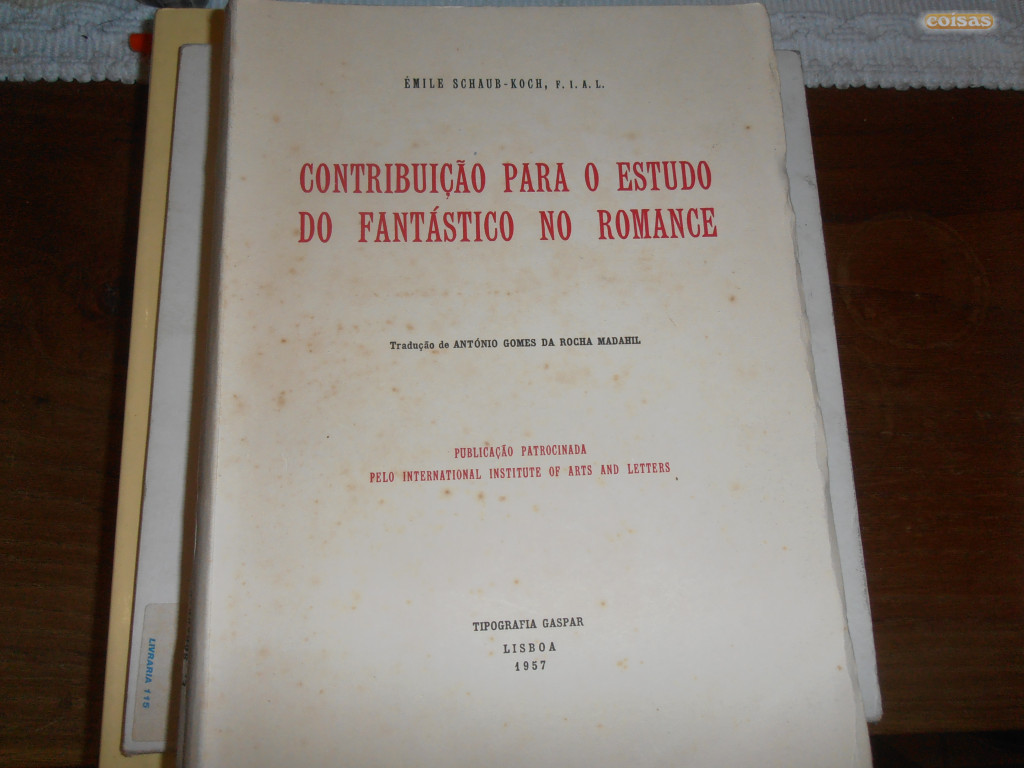 coisas
ÉMILE SCHAUB-KOCH, F. I. A. L.
CONTRIBUIÇÃO PARA O ESTUDO
DO FANTÁSTICO NO ROMANCE
Tradução de ANTÓNIO GOMES DA ROCHA MADAHIL
PUBLICAÇÃO PATROCINADA
PELO INTERNATIONAL INSTITUTE OF ARTS AND LETTERS
TIPOGRAFIA GASPAR
LISBOA
1957
LIVRARIA 115